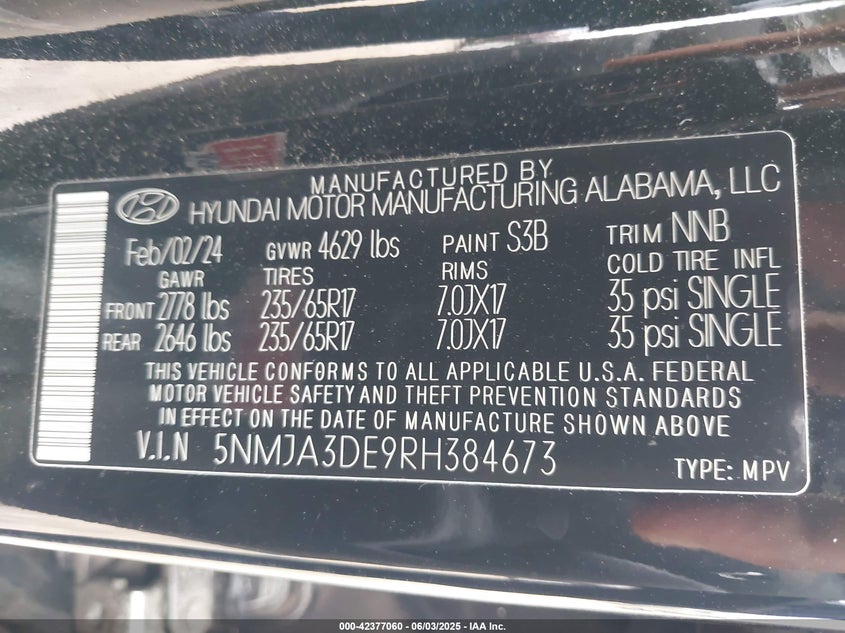 MANUFACTURED BY
HYUNDAI MOTOR MANUFACTURING ALABAMA, LLC
Feb/02/24 GVWR 4629 lbs PAINT S3B TRIM NNB
GAWR TIRES RIMS COLD TIRE INFL
FRONT 2778 lbs 235/65R17 7.0JX17 35 psi SINGLE
REAR 2646 lbs 235/65R17 7.0JX17 35 psi SINGLE
THIS VEHICLE CONFORMS TO ALL APPLICABLE U.S.A. FEDERAL
MOTOR VEHICLE SAFETY AND THEFT PREVENTION STANDARDS
IN EFFECT ON THE DATE OF MANUFACTURE SHOWN ABOVE
V.I.N 5NMJA3DE9RH384673 TYPE: MPV
000-42377060 - 06/03/2025 - IAA Inc.